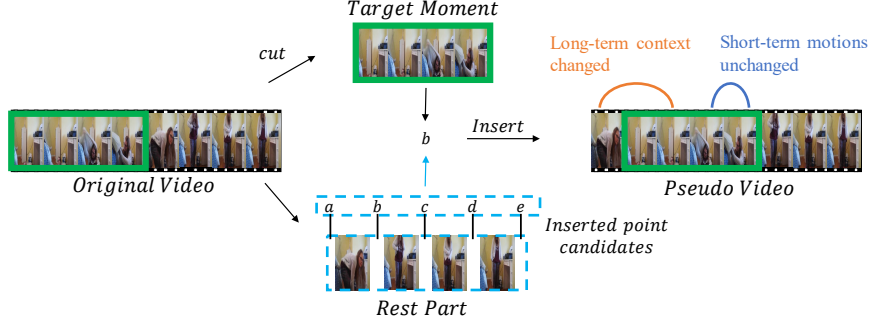 Target Moment
cut
Long-term context
changed
Short-term motions
unchanged
b
Insert
Original Video
Pseudo Video
a b c d e
Inserted point
candidates
Rest Part